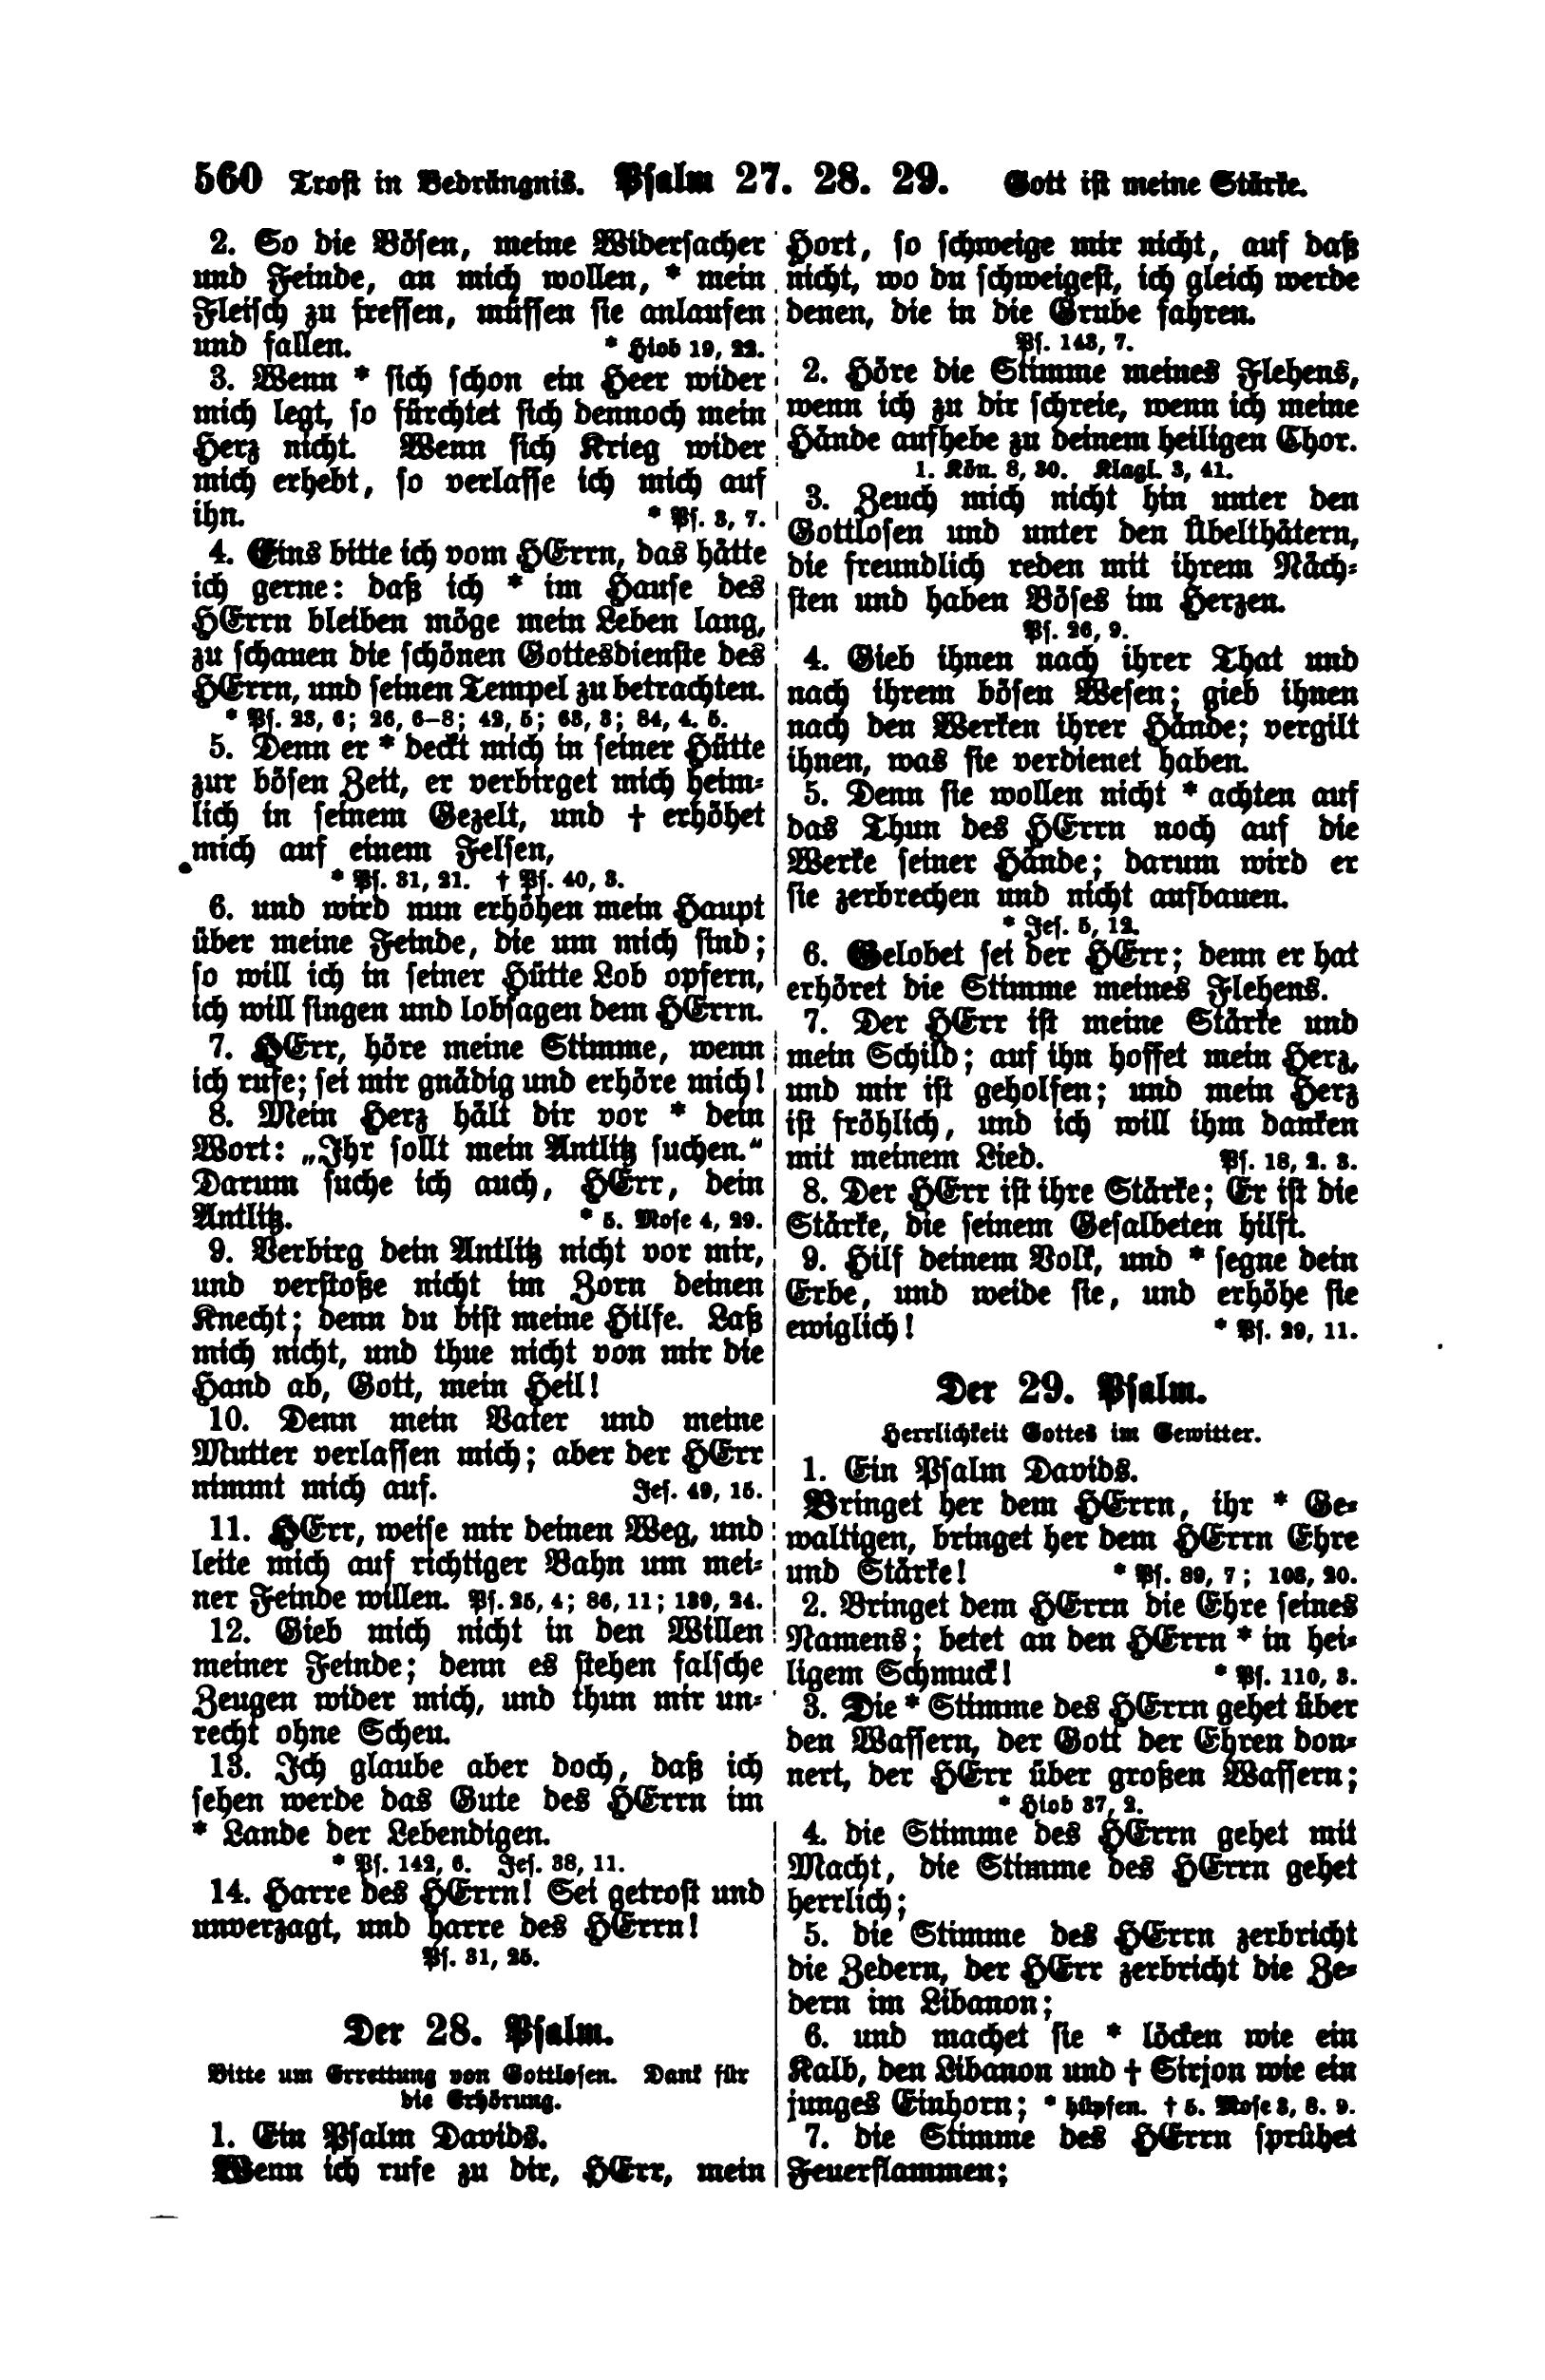 560 Trost in Bedrängnis. Psalm 27. 28. 29. Gott ist meine Stärke.
2. So die Bösen, meine Widersacher
und Feinde, an mich wollen, * mein
Fleisch zu fressen, müssen sie anlaufen
und fallen. * Hiob 19, 22.
3. Wenn * sich schon ein Heer wider
mich legt, so fürchtet sich dennoch mein
Herz nicht. Wenn sich Krieg wider
mich erhebt, so verlasse ich mich auf
ihn. * Ps. 3, 7.
4. Eins bitte ich vom HErrn, das hätte
ich gerne: daß ich * im Hause des
HErrn bleiben möge mein Leben lang,
zu schauen die schönen Gottesdienste des
HErrn, und seinen Tempel zu betrachten.
* Ps. 23, 6; 26, 6–8; 42, 5; 63, 3; 84, 4. 5.
5. Denn er * deckt mich in seiner Hütte
zur bösen Zeit, er verbirget mich heim-
lich in seinem Gezelt, und † erhöhet
mich auf einem Felsen,
* Ps. 31, 21. † Ps. 40, 3.
6. und wird nun erhöhen mein Haupt
über meine Feinde, die um mich sind;
so will ich in seiner Hütte Lob opfern,
ich will singen und lobsagen dem HErrn.
7. HErr, höre meine Stimme, wenn
ich rufe; sei mir gnädig und erhöre mich!
8. Mein Herz hält dir vor * dein
Wort: „Ihr sollt mein Antlitz suchen.“
Darum suche ich auch, HErr, dein
Antlitz. * 5. Mose 4, 29.
9. Verbirg dein Antlitz nicht vor mir,
und verstoße nicht im Zorn deinen
Knecht; denn du bist meine Hilfe. Laß
mich nicht, und thue nicht von mir die
Hand ab, Gott, mein Heil!
10. Denn mein Vater und meine
Mutter verlassen mich; aber der HErr
nimmt mich auf. Jes. 49, 15.
11. HErr, weise mir deinen Weg, und
leite mich auf richtiger Bahn um mei-
ner Feinde willen. Ps. 25, 4; 86, 11; 139, 24.
12. Gieb mich nicht in den Willen
meiner Feinde; denn es stehen falsche
Zeugen wider mich, und thun mir un-
recht ohne Scheu.
13. Ich glaube aber doch, daß ich
sehen werde das Gute des HErrn im
* Lande der Lebendigen.
* Ps. 142, 6. Jes. 38, 11.
14. Harre des HErrn! Sei getrost und
unverzagt, und harre des HErrn!
Ps. 31, 25.
Der 28. Psalm.
Bitte um Errettung von Gottlosen. Dank für
die Erhörung.
1. Ein Psalm Davids.
Wenn ich rufe zu dir, HErr, mein
Hort, so schweige mir nicht, auf daß
nicht, wo du schweigest, ich gleich werde
denen, die in die Grube fahren.
Ps. 143, 7.
2. Höre die Stimme meines Flehens,
wenn ich zu dir schreie, wenn ich meine
Hände aufhebe zu deinem heiligen Chor.
1. Kön. 8, 30. Klagl. 3, 41.
3. Zeuch mich nicht hin unter den
Gottlosen und unter den Übelthätern,
die freundlich reden mit ihrem Näch-
sten und haben Böses im Herzen.
Ps. 26, 9.
4. Gieb ihnen nach ihrer That und
nach ihrem bösen Wesen; gieb ihnen
nach den Werken ihrer Hände; vergilt
ihnen, was sie verdienet haben.
5. Denn sie wollen nicht * achten auf
das Thun des HErrn noch auf die
Werke seiner Hände; darum wird er
sie zerbrechen und nicht aufbauen.
* Jes. 5, 12.
6. Gelobet sei der HErr; denn er hat
erhöret die Stimme meines Flehens.
7. Der HErr ist meine Stärke und
mein Schild; auf ihn hoffet mein Herz,
und mir ist geholfen; und mein Herz
ist fröhlich, und ich will ihm danken
mit meinem Lied. Ps. 18, 2. 3.
8. Der HErr ist ihre Stärke; Er ist die
Stärke, die seinem Gesalbeten hilft.
9. Hilf deinem Volk, und * segne dein
Erbe, und weide sie, und erhöhe sie
ewiglich! * Ps. 29, 11.
Der 29. Psalm.
Herrlichkeit Gottes im Gewitter.
1. Ein Psalm Davids.
Bringet her dem HErrn, ihr * Ge-
waltigen, bringet her dem HErrn Ehre
und Stärke! * Ps. 89, 7; 103, 20.
2. Bringet dem HErrn die Ehre seines
Namens; betet an den HErrn * in hei-
ligem Schmuck! * Ps. 110, 3.
3. Die * Stimme des HErrn gehet über
den Wassern, der Gott der Ehren don-
nert, der HErr über großen Wassern;
* Hiob 37, 2.
4. die Stimme des HErrn gehet mit
Macht, die Stimme des HErrn gehet
herrlich;
5. die Stimme des HErrn zerbricht
die Zedern, der HErr zerbricht die Ze-
dern im Libanon;
6. und machet sie * löcken wie ein
Kalb, den Libanon und † Sirjon wie ein
junges Einhorn; * hüpfen. † 5. Mose 3, 8. 9.
7. die Stimme des HErrn sprühet
Feuerflammen;